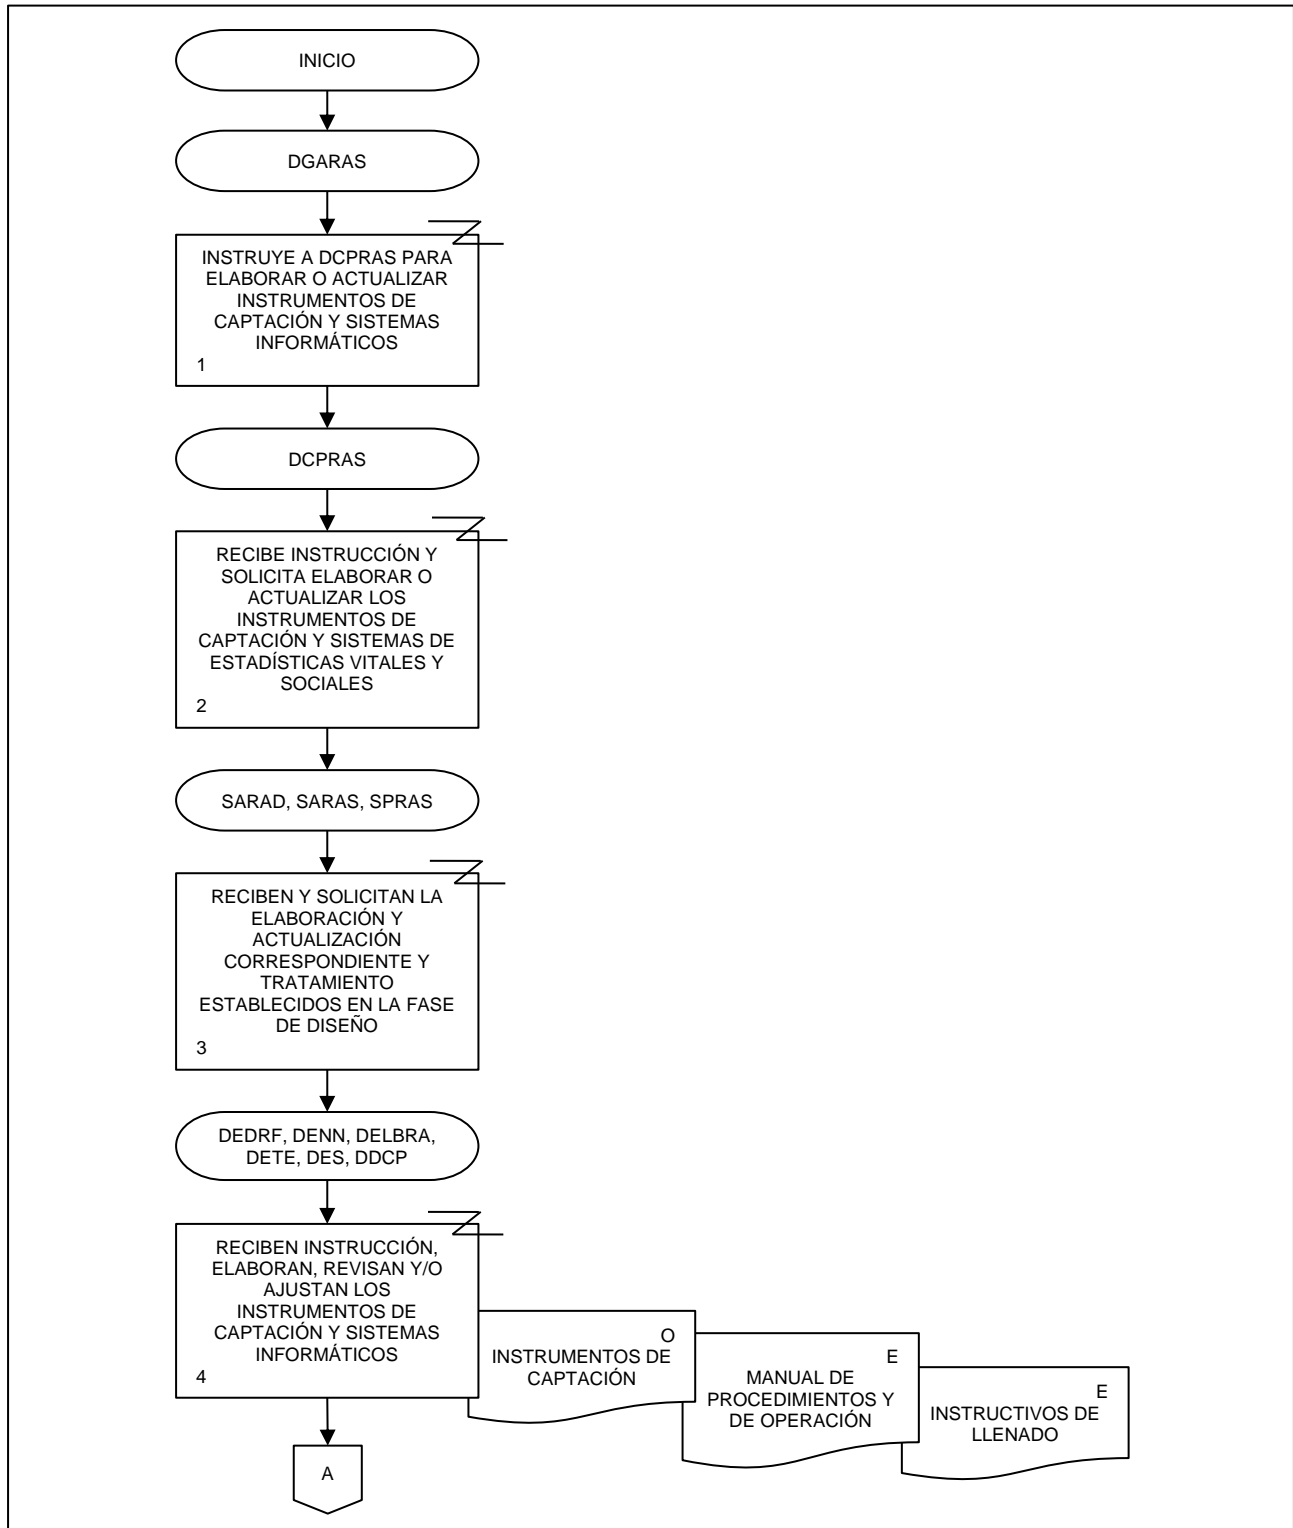 INICIO
DGARAS
INSTRUYE A DCPRAS PARA
ELABORAR O ACTUALIZAR
INSTRUMENTOS DE
CAPTACIÓN Y SISTEMAS
INFORMÁTICOS
1
DCPRAS
RECIBE INSTRUCCIÓN Y
SOLICITA ELABORAR O
ACTUALIZAR LOS
INSTRUMENTOS DE
CAPTACIÓN Y SISTEMAS DE
ESTADÍSTICAS VITALES Y
SOCIALES
2
SARAD, SARAS, SPRAS
RECIBEN Y SOLICITAN LA
ELABORACIÓN Y
ACTUALIZACIÓN
CORRESPONDIENTE Y
TRATAMIENTO
ESTABLECIDOS EN LA FASE
DE DISEÑO
3
DEDRF, DENN, DELBRA,
DETE, DES, DDCP
RECIBEN INSTRUCCIÓN,
ELABORAN, REVISAN Y/O
AJUSTAN LOS
INSTRUMENTOS DE
CAPTACIÓN Y SISTEMAS
INFORMÁTICOS
4
O
INSTRUMENTOS DE
CAPTACIÓN
E
MANUAL DE
PROCEDIMIENTOS Y
DE OPERACIÓN
E
INSTRUCTIVOS DE
LLENADO
A